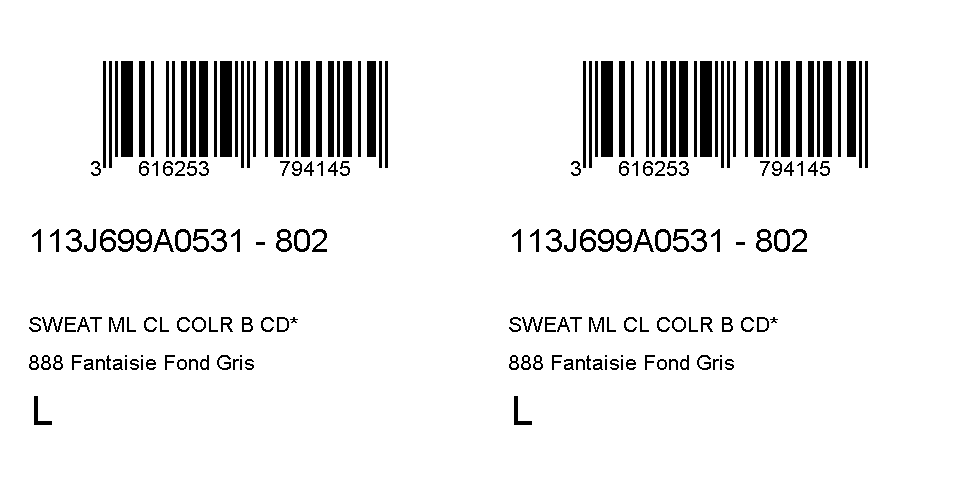 3 616253 794145 3 616253 794145
113J699A0531 - 802 113J699A0531 - 802
SWEAT ML CL COLR B CD* SWEAT ML CL COLR B CD*
888 Fantaisie Fond Gris 888 Fantaisie Fond Gris
L L